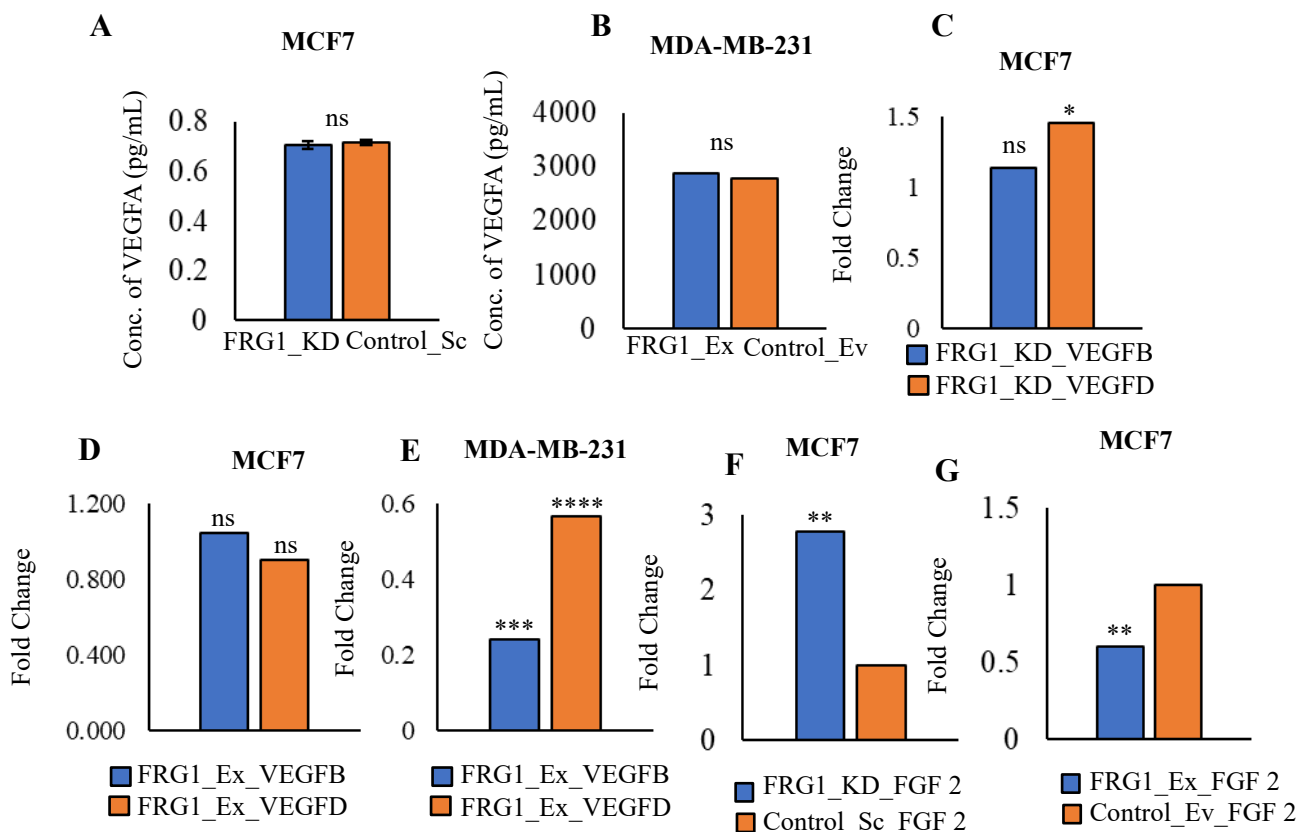 A
MCF7
Conc. of VEGFA (pg/mL)
0.8
0.6
0.4
0.2
0
ns
FRG1_KD Control_Sc
B
MDA-MB-231
Conc. of VEGFA (pg/mL)
4000
3000
2000
1000
0
ns
FRG1_Ex Control_Ev
C
MCF7
Fold Change
1.5
1
0.5
0
ns
*
FRG1_KD_VEGFB
FRG1_KD_VEGFD
D
MCF7
Fold Change
1.200
0.800
0.400
0.000
ns
ns
FRG1_Ex_VEGFB
FRG1_Ex_VEGFD
E
MDA-MB-231
Fold Change
0.6
0.4
0.2
0
***
****
FRG1_Ex_VEGFB
FRG1_Ex_VEGFD
F
MCF7
Fold Change
3
2
1
0
**
FRG1_KD_FGF 2
Control_Sc_FGF 2
G
MCF7
Fold Change
1.5
1
0.5
0
**
FRG1_Ex_FGF 2
Control_Ev_FGF 2